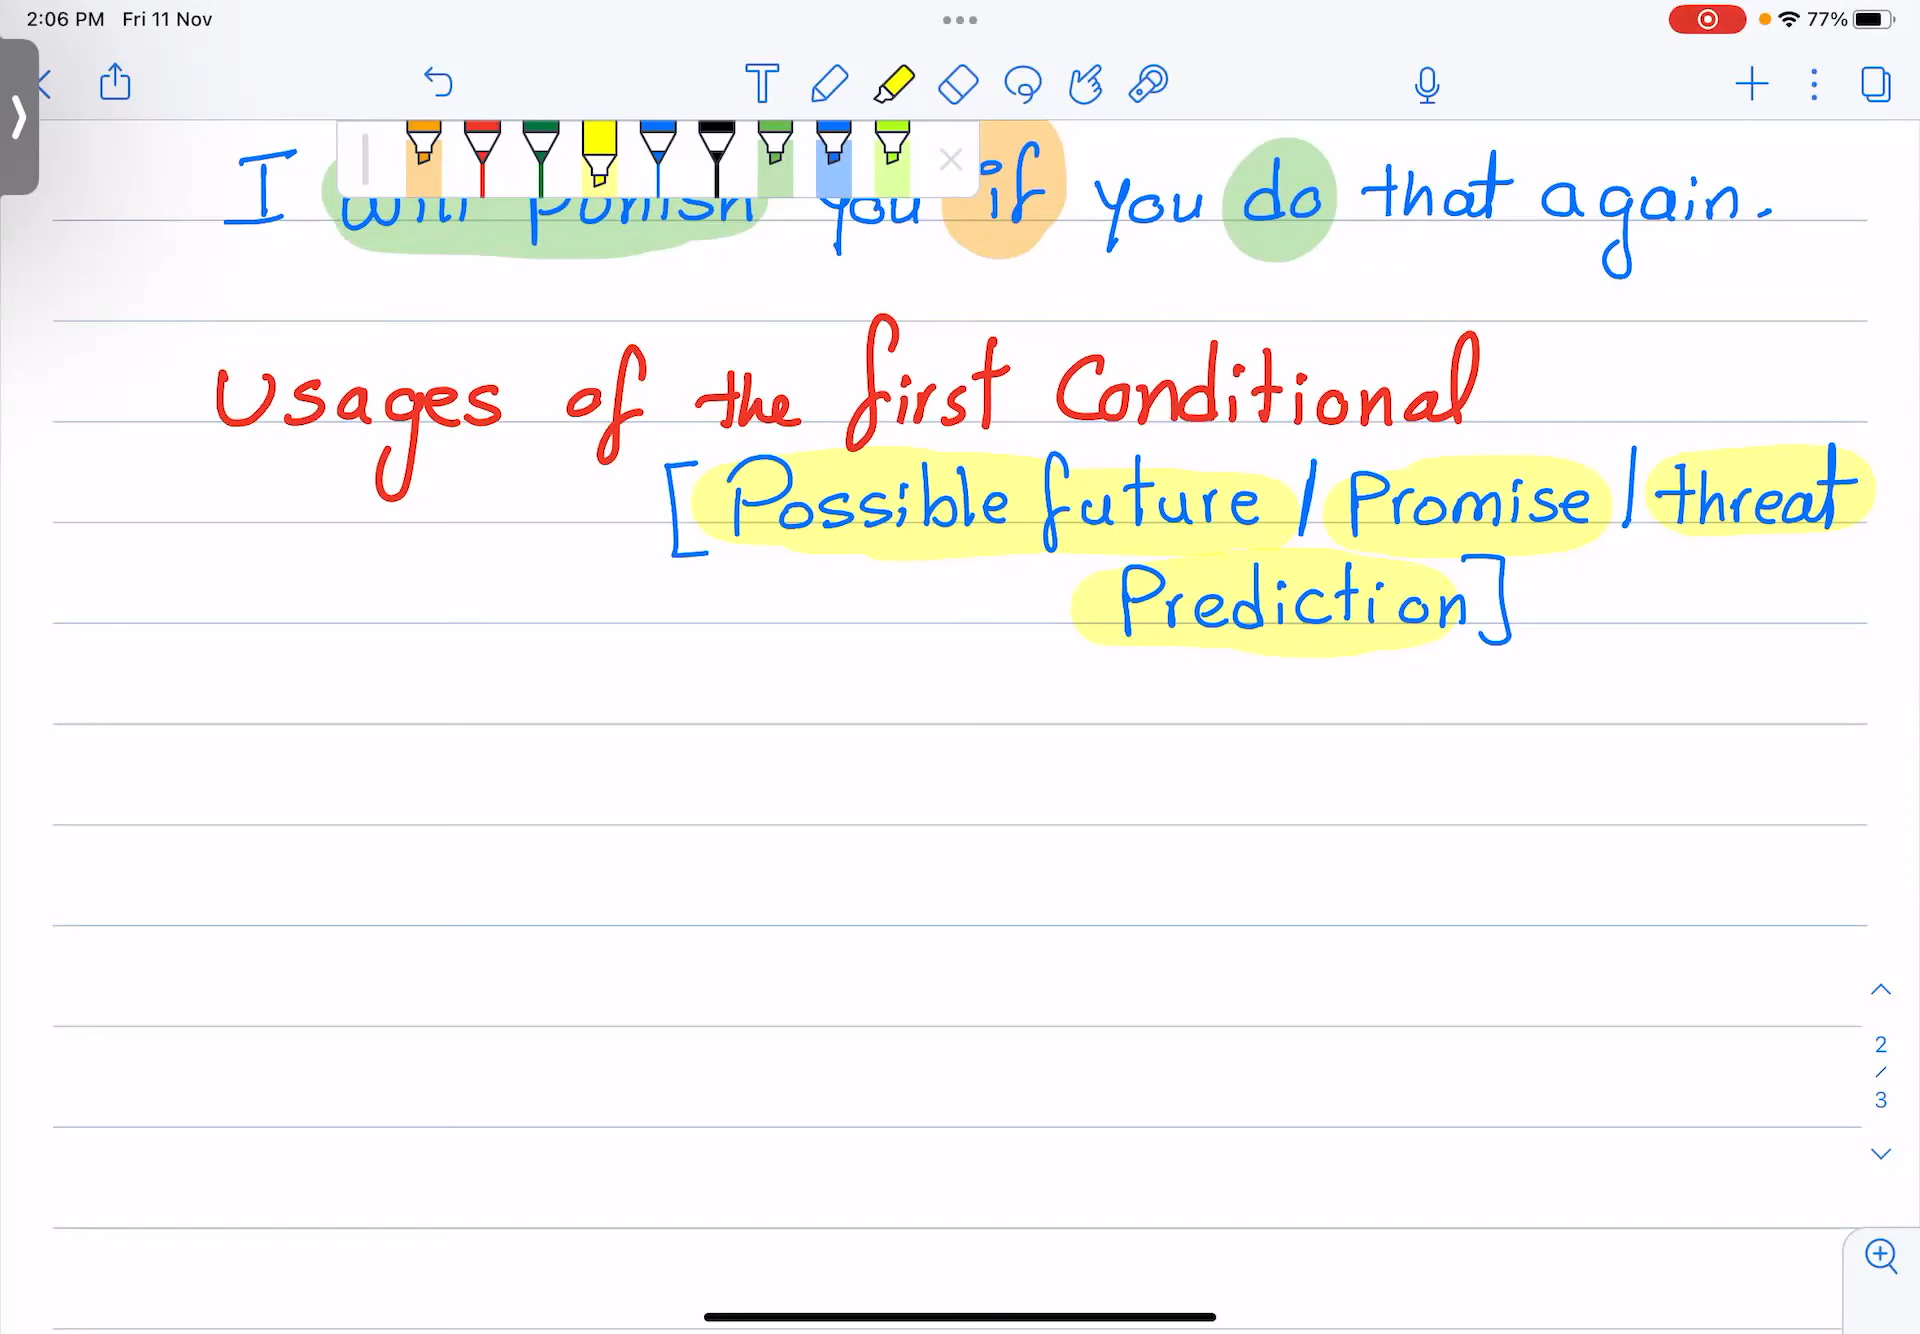 2:06 PM Fri 11 Nov
77%
T
I will punish you if you do that again.
Usages of the first Conditional
[Possible future / Promise / threat
Prediction]
2
/
3